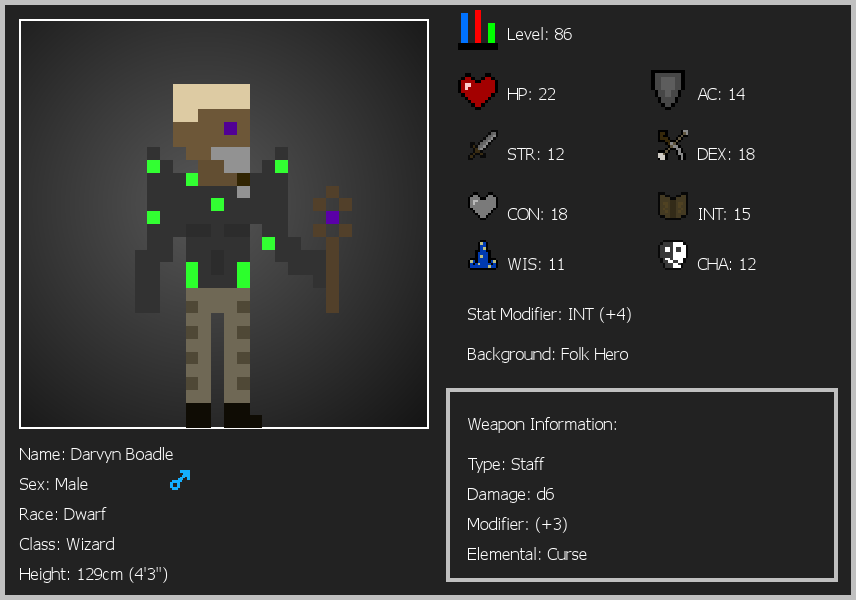 Level: 86
HP: 22
AC: 14
STR: 12
DEX: 18
CON: 18
INT: 15
WIS: 11
CHA: 12
Stat Modifier: INT (+4)
Background: Folk Hero
Weapon Information:
Type: Staff
Damage: d6
Modifier: (+3)
Elemental: Curse
Name: Darvyn Boadle
Sex: Male
Race: Dwarf
Class: Wizard
Height: 129cm (4'3")